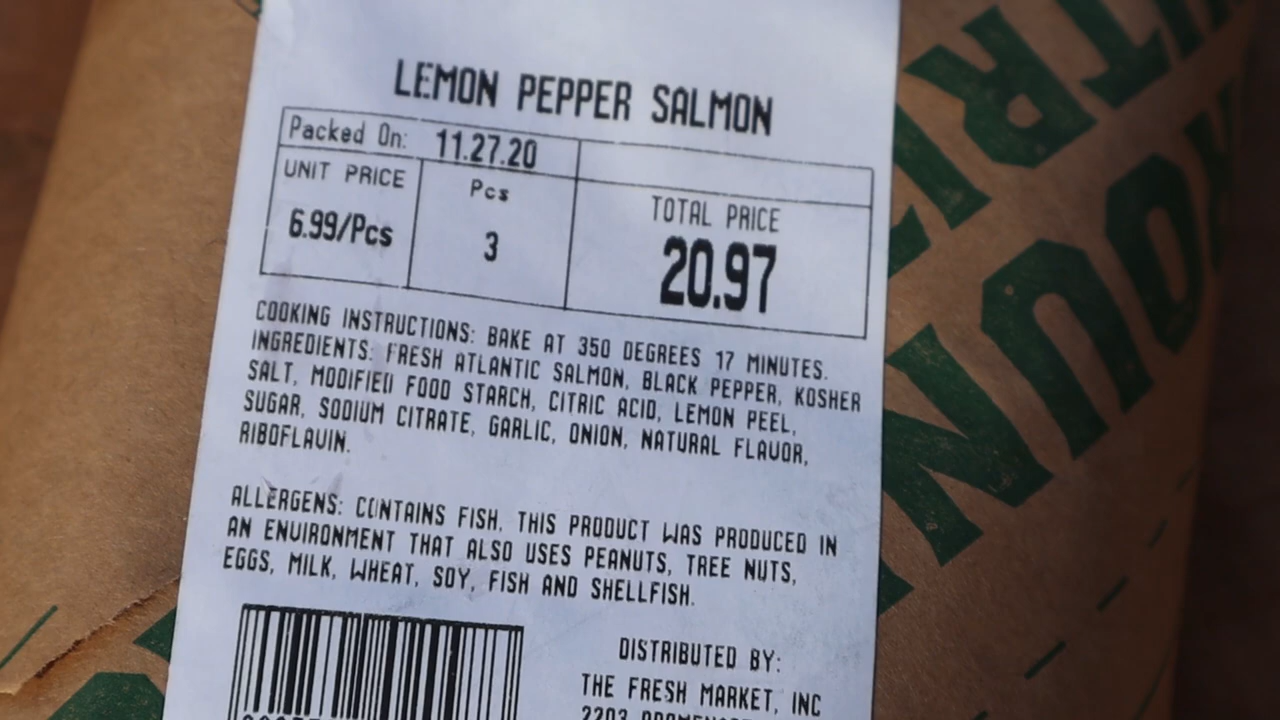 LEMON PEPPER SALMON
Packed On: 11.27.20
UNIT PRICE
Pcs
TOTAL PRICE
6.99/Pcs
3
20.97
COOKING INSTRUCTIONS: BAKE AT 350 DEGREES 17 MINUTES.
INGREDIENTS: FRESH ATLANTIC SALMON, BLACK PEPPER, KOSHER
SALT, MODIFIED FOOD STARCH, CITRIC ACID, LEMON PEEL,
SUGAR, SODIUM CITRATE, GARLIC, ONION, NATURAL FLAVOR,
RIBOFLAVIN.
ALLERGENS: CONTAINS FISH. THIS PRODUCT WAS PRODUCED IN
AN ENVIRONMENT THAT ALSO USES PEANUTS, TREE NUTS,
EGGS, MILK, WHEAT, SOY, FISH AND SHELLFISH.
DISTRIBUTED BY:
THE FRESH MARKET, INC